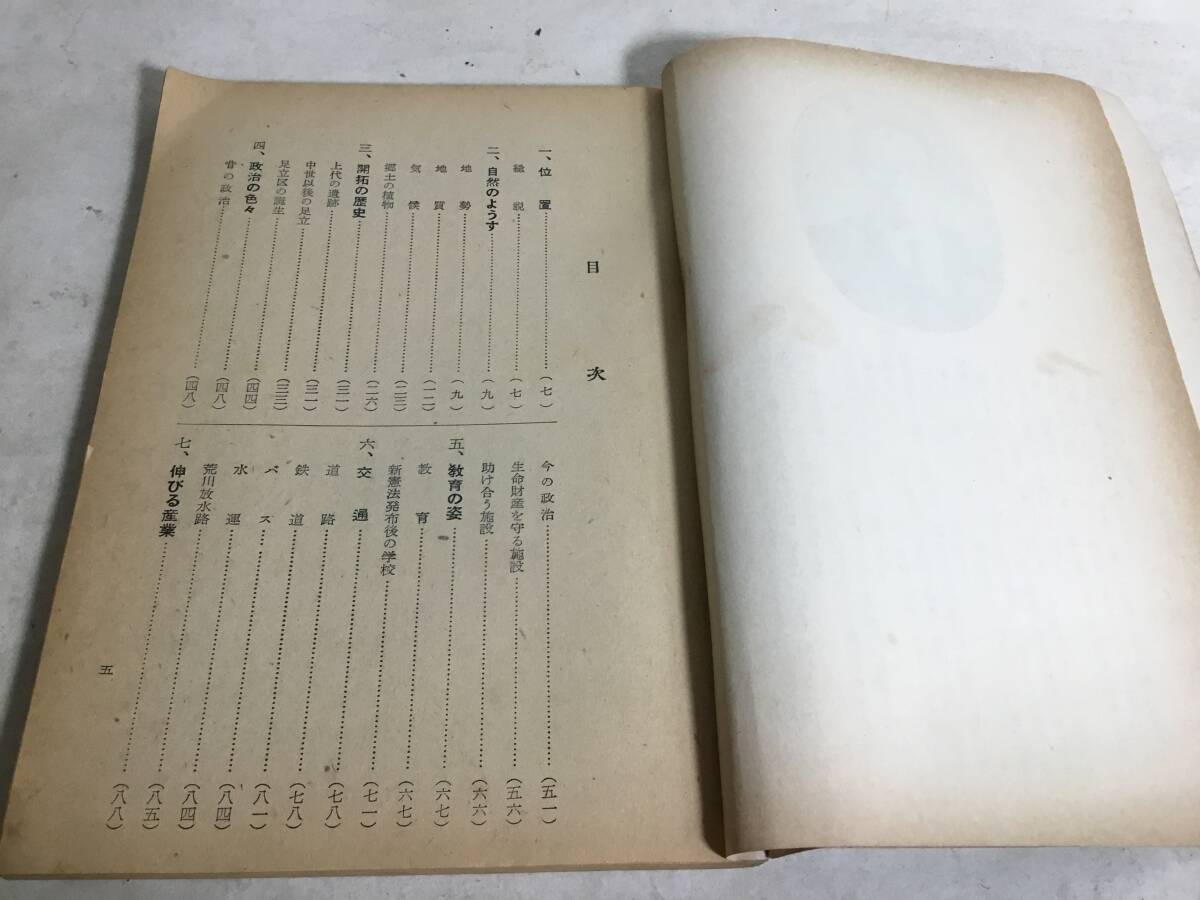 目次
一、位置……(七)
総説……(七)
二、自然のようす……(九)
地勢……(九)
地質……(一二)
気候……(二三)
郷土の植物……(二六)
三、開拓の歴史……(三一)
上代の遺跡……(三一)
中世以後の足立……(三三)
足立区の誕生……(四四)
四、政治の色々……(四八)
昔の政治……(四八)
今の政治……(五一)
生命財産を守る施設……(五六)
助け合う施設……(六六)
五、教育の姿……(六七)
教育……(六七)
新憲法発布後の学校……(七一)
六、交通……(七八)
道路……(七八)
鉄道……(八一)
バス……(八四)
水運……(八四)
荒川放水路……(八五)
七、伸びる産業……(八八)
五